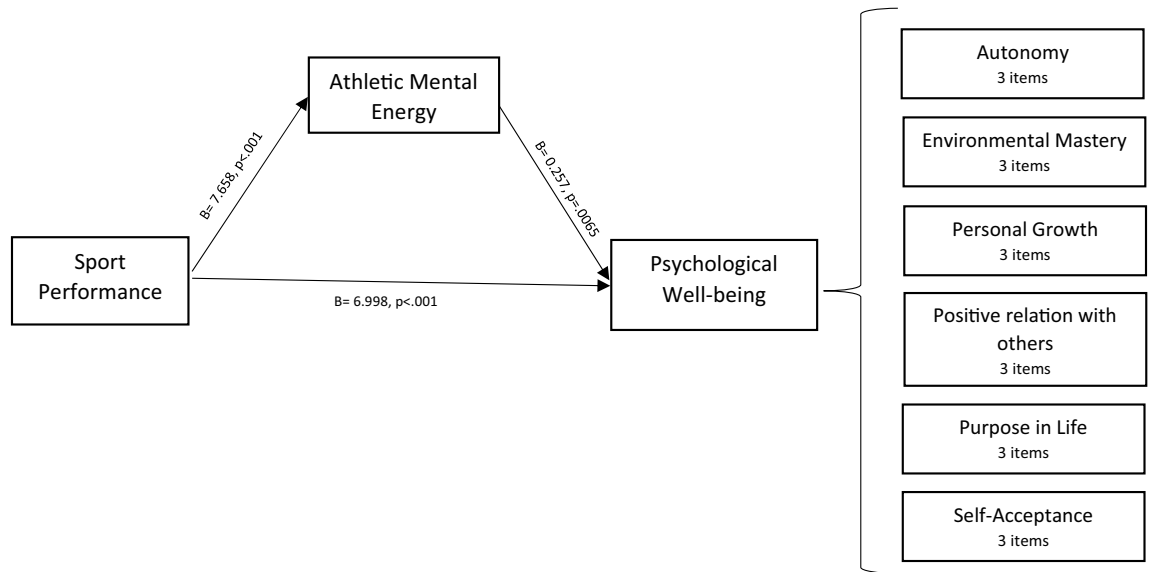 Athletic Mental
Energy
B= 7.658, p<.001
B= 0.257, p=.0065
Sport
Performance
B= 6.998, p<.001
Psychological
Well-being
Autonomy
3 items
Environmental Mastery
3 items
Personal Growth
3 items
Positive relation with
others
3 items
Purpose in Life
3 items
Self-Acceptance
3 items